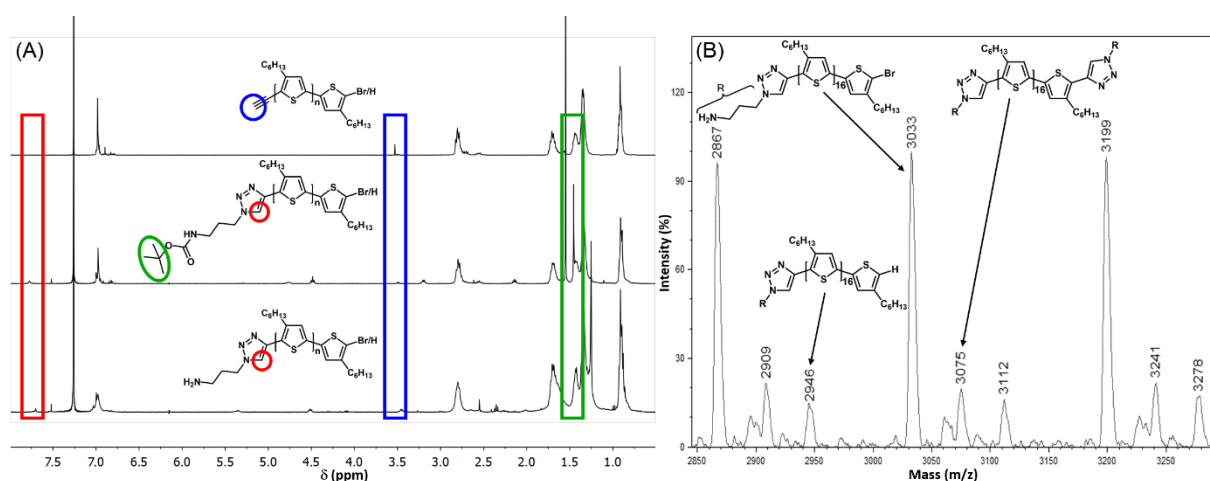 (A)
C₆H₁₃
Br/H
S
S
n
C₆H₁₃
C₆H₁₃
Br/H
N
N
N
S
S
n
NH
O
O
C₆H₁₃
C₆H₁₃
Br/H
N
N
N
S
S
n
H₂N
C₆H₁₃
7.5 7.0 6.5 6.0 5.5 5.0 4.5 4.0 3.5 3.0 2.5 2.0 1.5 1.0
δ (ppm)
(B)
C₆H₁₃
R
N
N
N
S
S
Br
16
H₂N
C₆H₁₃
C₆H₁₃
R
N
N
N
N
N
N
S
S
16
R
C₆H₁₃
C₆H₁₃
N
N
N
S
S
H
16
R
C₆H₁₃
2867
2909
2946
3033
3075
3112
3199
3241
3278
Intensity (%)
120
90
60
30
0
2850 2900 2950 3000 3050 3100 3150 3200 3250
Mass (m/z)